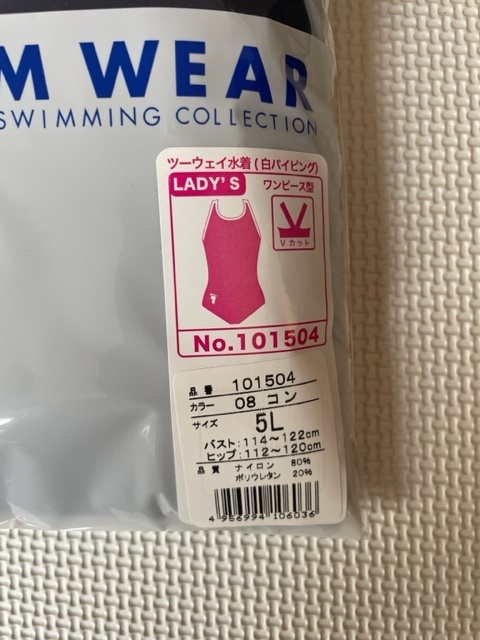 M WEAR
SWIMMING COLLECTION
ツーウェイ水着(白パイピング)
LADY'S ワンピース型
Vカット
No.101504
品番 101504
カラー 08 コン
サイズ 5L
バスト:114~122cm
ヒップ:112~120cm
品質 ナイロン 80%
ポリウレタン 20%
4956994106036